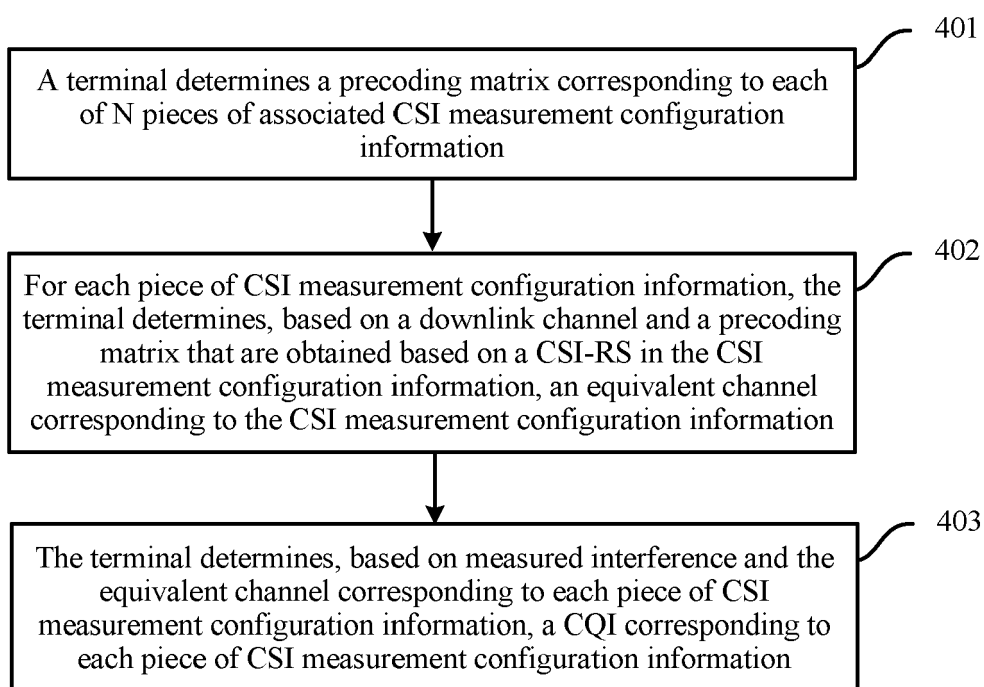 401
A terminal determines a precoding matrix corresponding to each
of N pieces of associated CSI measurement configuration
information
402
For each piece of CSI measurement configuration information, the
terminal determines, based on a downlink channel and a precoding
matrix that are obtained based on a CSI-RS in the CSI
measurement configuration information, an equivalent channel
corresponding to the CSI measurement configuration information
403
The terminal determines, based on measured interference and the
equivalent channel corresponding to each piece of CSI
measurement configuration information, a CQI corresponding to
each piece of CSI measurement configuration information